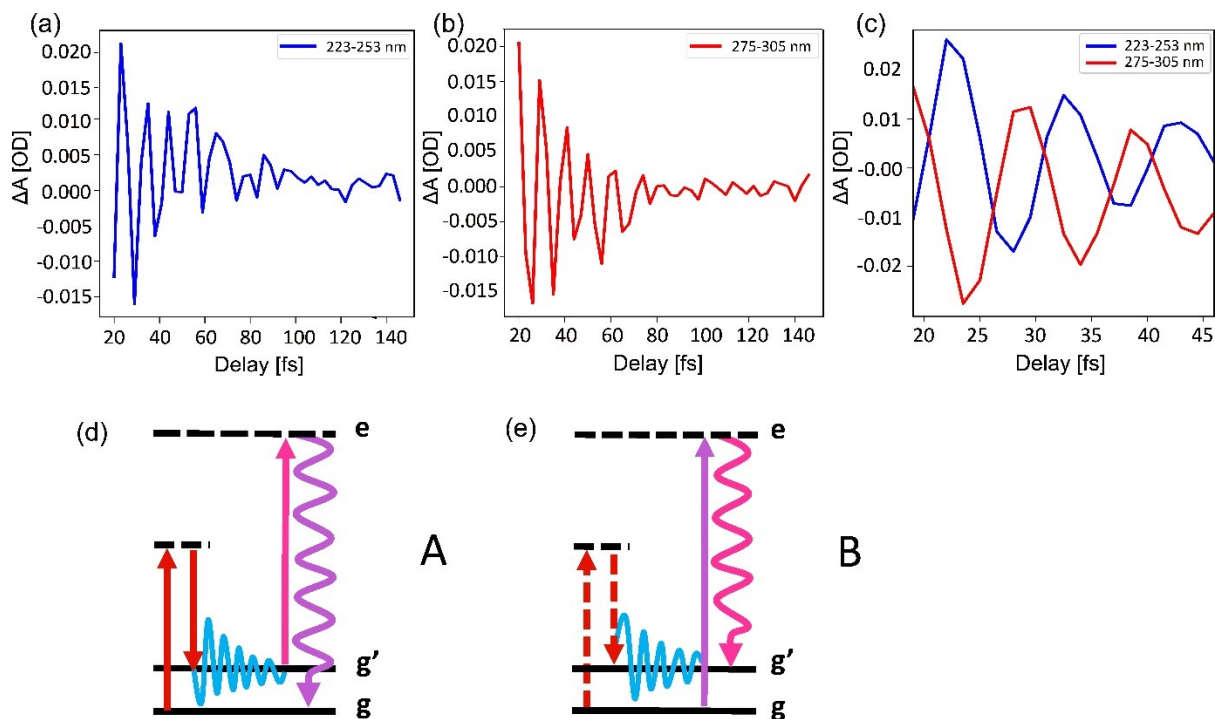 (a)
223-253 nm
ΔA [OD]
0.020
0.015
0.010
0.005
0.000
-0.005
-0.010
-0.015
20 40 60 80 100 120 140
Delay [fs]
(b)
275-305 nm
ΔA [OD]
0.020
0.015
0.010
0.005
0.000
-0.005
-0.010
-0.015
20 40 60 80 100 120 140
Delay [fs]
(c)
223-253 nm
275-305 nm
ΔA [OD]
0.02
0.01
-0.00
-0.01
-0.02
20 25 30 35 40 45
Delay [fs]
(d)
e
A
g’
g
(e)
e
B
g’
g